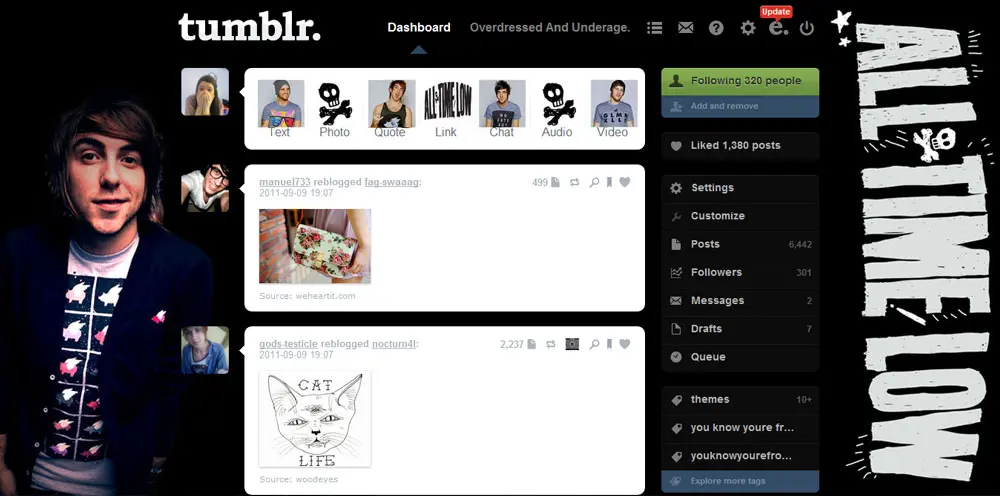 tumblr.
Dashboard
Overdressed And Underage.
Update
e.
Text
Photo
Quote
ALL TIME LOW
Link
Chat
Audio
Video
manuel733 reblogged fag-swaaag:
2011-09-09 19:07
499
Source: weheartit.com
gods-testicle reblogged nocturn4l:
2011-09-09 19:07
2,237
CAT
LIFE
Source: woodeyes
Following 320 people
Add and remove
Liked 1,380 posts
Settings
Customize
Posts 6,442
Followers 301
Messages 2
Drafts 7
Queue
themes 10+
you know youre fr...
youknowyourefro...
Explore more tags
ALL TIME LOW